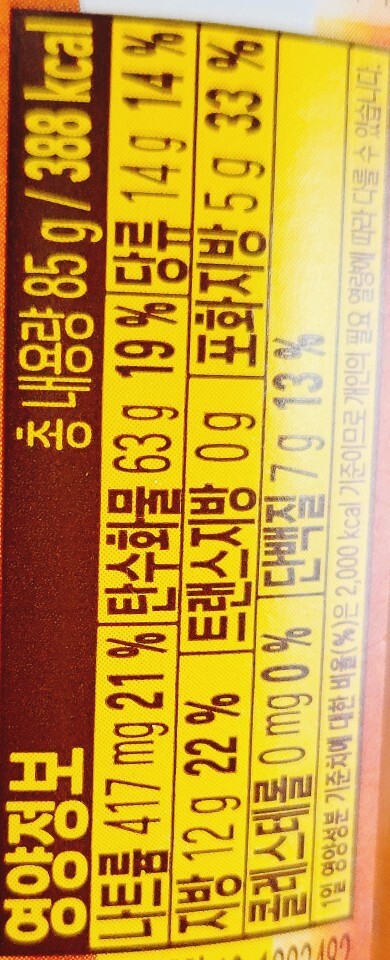 영양정보 총 내용량 85 g / 388 kcal
나트륨 417 mg 21 % 탄수화물 63 g 19 % 당류 14 g 14 %
지방 12 g 22 % 트랜스지방 0 g 포화지방 5 g 33 %
콜레스테롤 0 mg 0 % 단백질 7 g 13 %
1일 영양성분 기준치에 대한 비율(%)은 2,000 kcal 기준이므로 개인의 필요 열량에 따라 다를 수 있습니다.